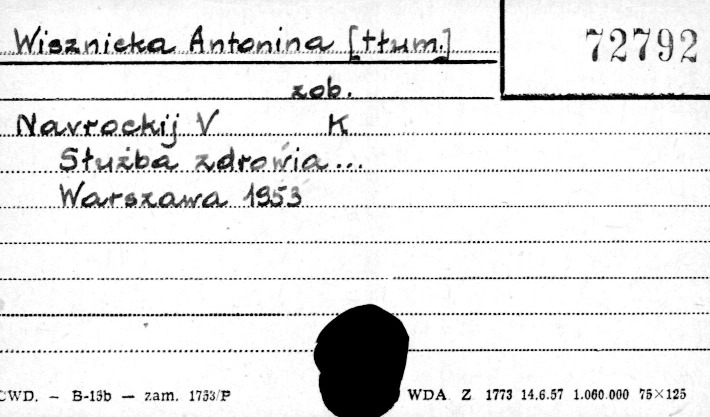 Wisznicka Antonina [tłum.] 72792
zob.
Navrockij V K
Służba zdrowia...
Warszawa 1953
CWD. — B-15b — zam. 1753/P WDA Z 1773 14.6.57 1.060.000 75×125